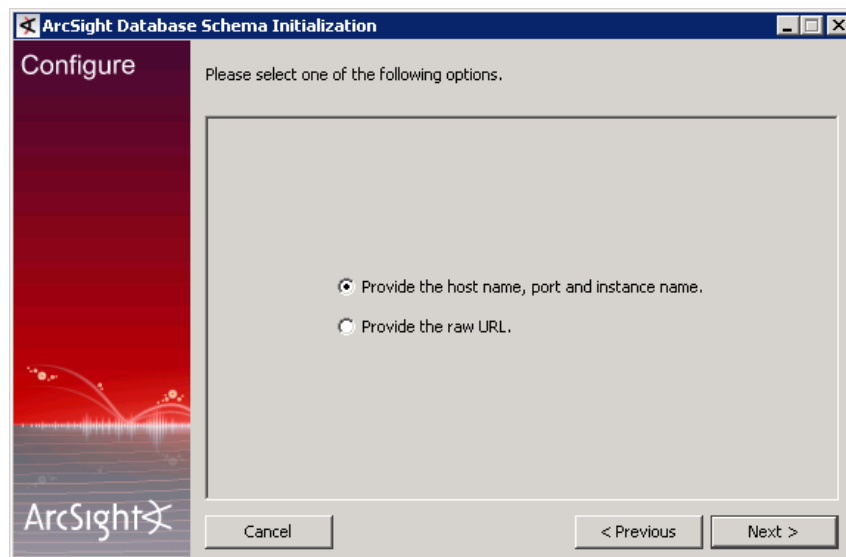 ArcSight Database Schema Initialization
Configure
Please select one of the following options.
Provide the host name, port and instance name.
Provide the raw URL.
ArcSight
Cancel
< Previous
Next >